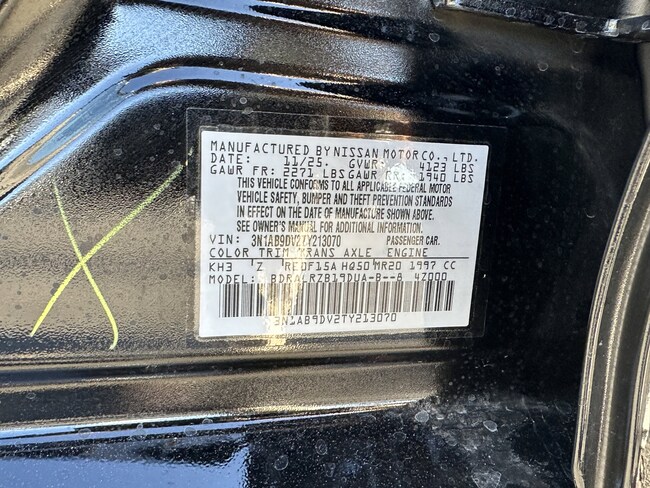 MANUFACTURED BY NISSAN MOTOR CO., LTD.
DATE: 11/25. GVWR 4123 LBS
GAWR FR: 2271 LBS GAWR RR: 1940 LBS
THIS VEHICLE CONFORMS TO ALL APPLICABLE FEDERAL MOTOR
VEHICLE SAFETY, BUMPER AND THEFT PREVENTION STANDARDS
IN EFFECT ON THE DATE OF MANUFACTURE SHOWN ABOVE.
SEE OWNER'S MANUAL FOR ADDITIONAL INFORMATION.
VIN: 3N1AB9DV2TY213070 PASSENGER CAR.
COLOR TRIM TRANS AXLE ENGINE
KH3 Z RE0F15A HQ50 MR20 1997 CC
MODEL: 4Z000
3N1AB9DV2TY213070